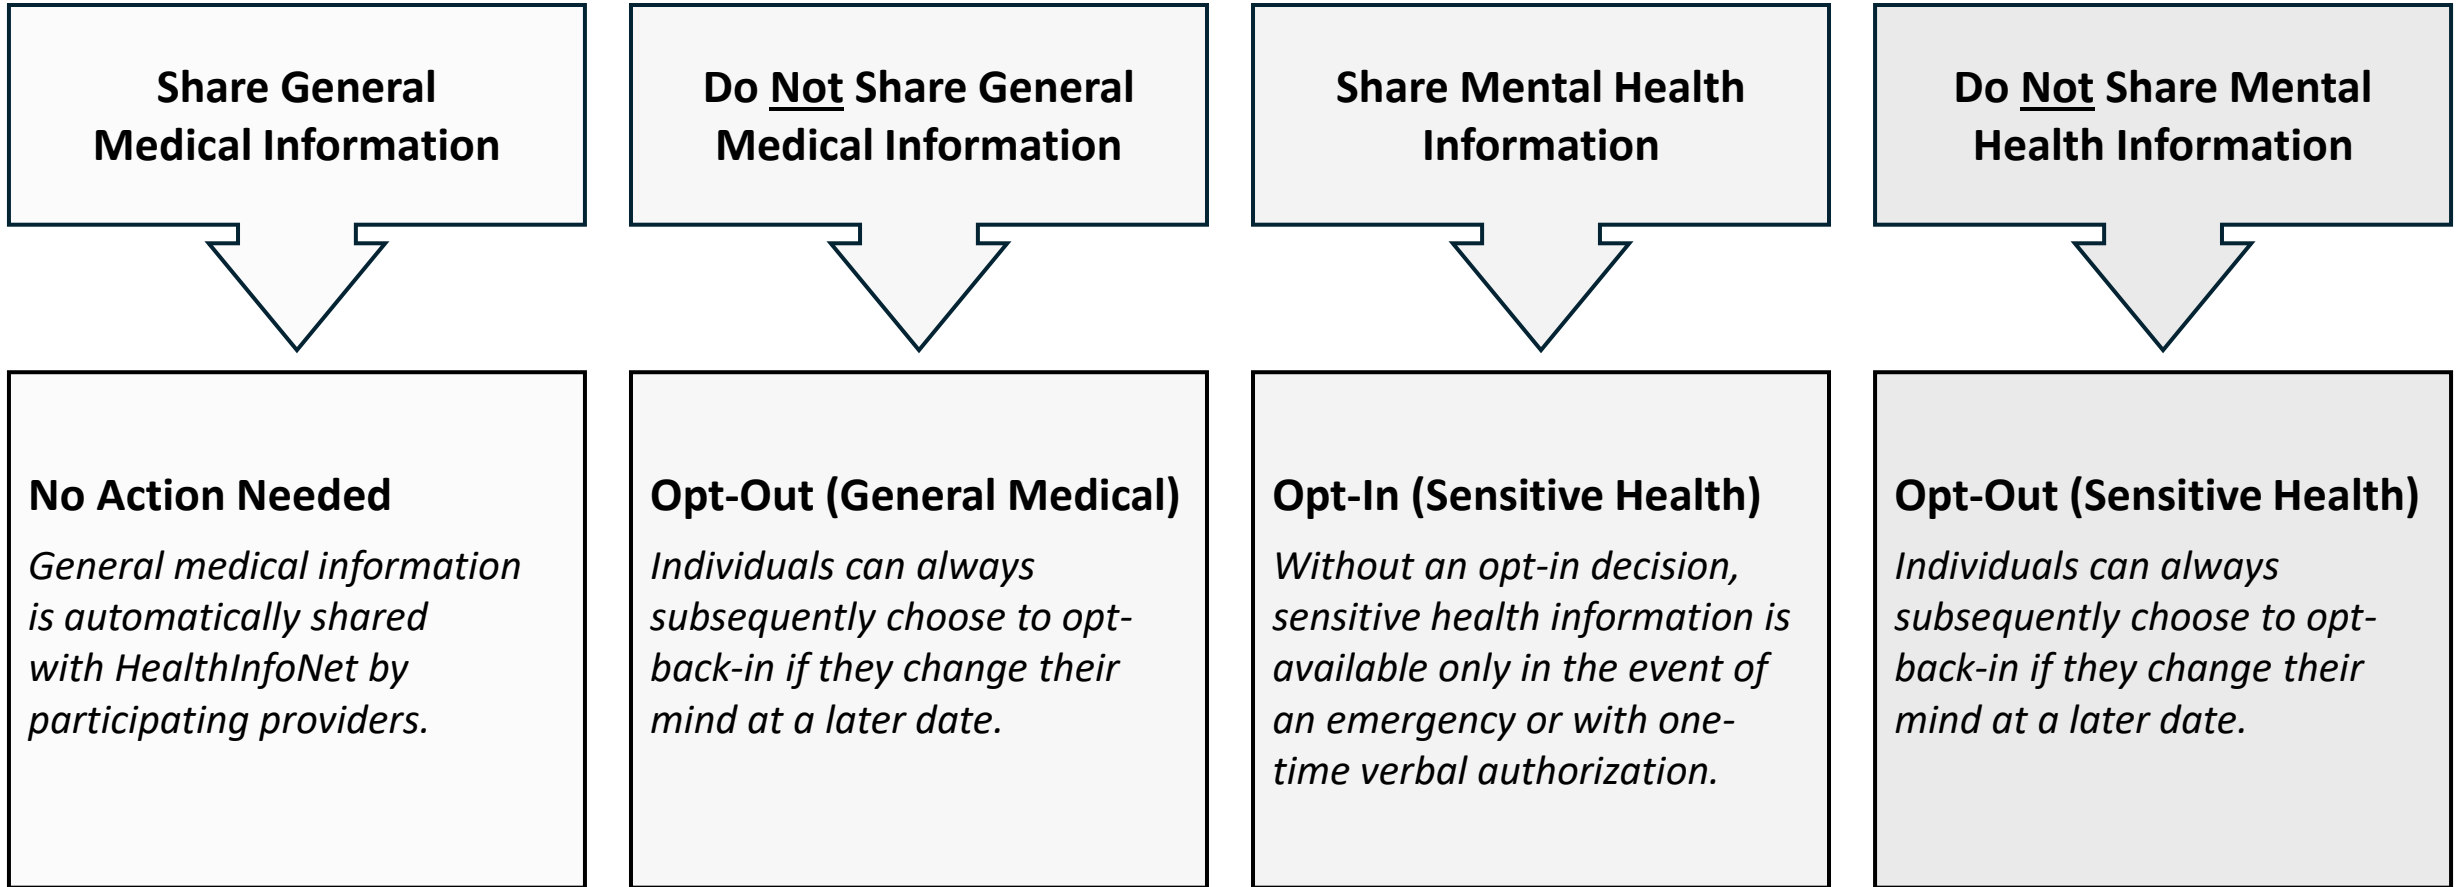 Share General
Medical Information
Do Not Share General
Medical Information
Share Mental Health
Information
Do Not Share Mental
Health Information
No Action Needed
General medical information
is automatically shared
with HealthInfoNet by
participating providers.
Opt-Out (General Medical)
Individuals can always
subsequently choose to opt-
back-in if they change their
mind at a later date.
Opt-In (Sensitive Health)
Without an opt-in decision,
sensitive health information is
available only in the event of
an emergency or with one-
time verbal authorization.
Opt-Out (Sensitive Health)
Individuals can always
subsequently choose to opt-
back-in if they change their
mind at a later date.